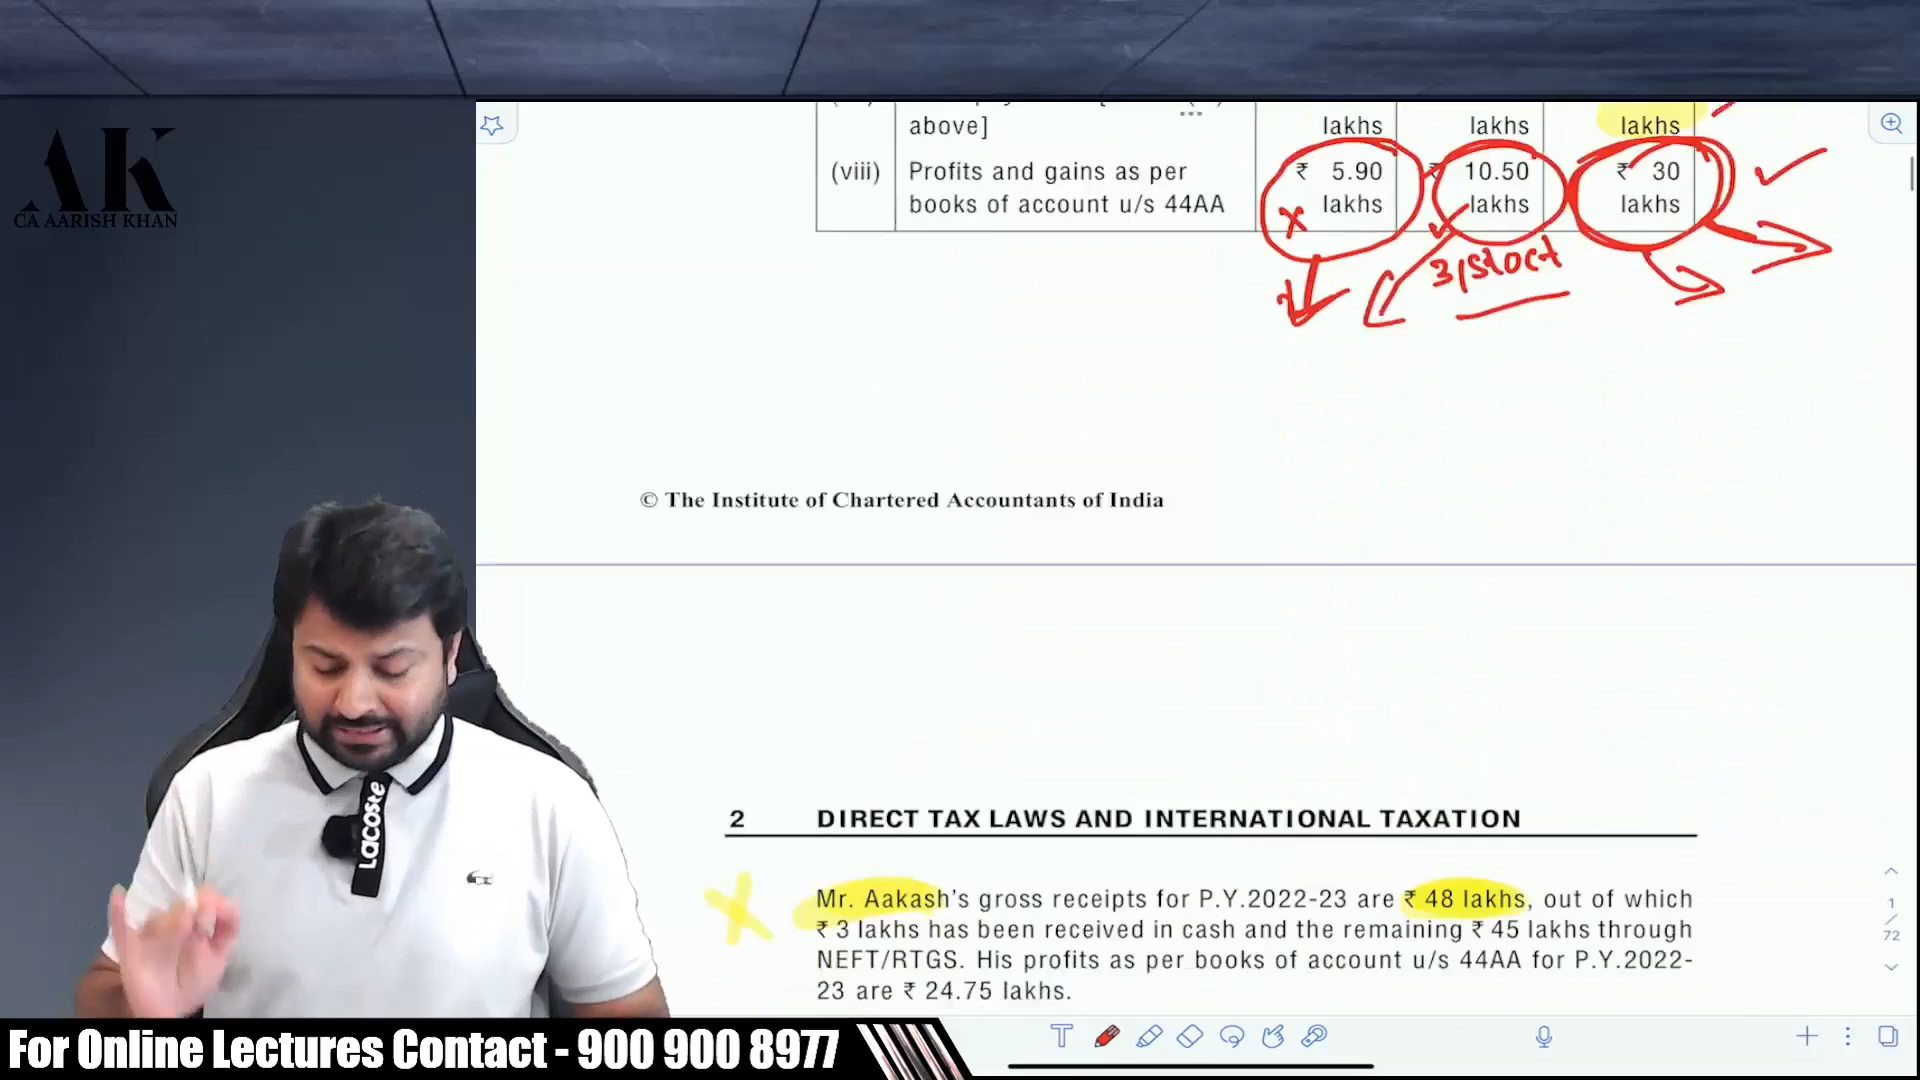 AK
CA AARISH KHAN
above]
lakhs
lakhs
lakhs
(viii) Profits and gains as per books of account u/s 44AA
₹ 5.90 lakhs
10.50 lakhs
₹ 30 lakhs
X
31st oct
© The Institute of Chartered Accountants of India
2 DIRECT TAX LAWS AND INTERNATIONAL TAXATION
X
Mr. Aakash's gross receipts for P.Y.2022-23 are ₹ 48 lakhs, out of which
₹ 3 lakhs has been received in cash and the remaining ₹ 45 lakhs through
NEFT/RTGS. His profits as per books of account u/s 44AA for P.Y.2022-
23 are ₹ 24.75 lakhs.
1
/
72
Lacoste
T
For Online Lectures Contact - 900 900 8977